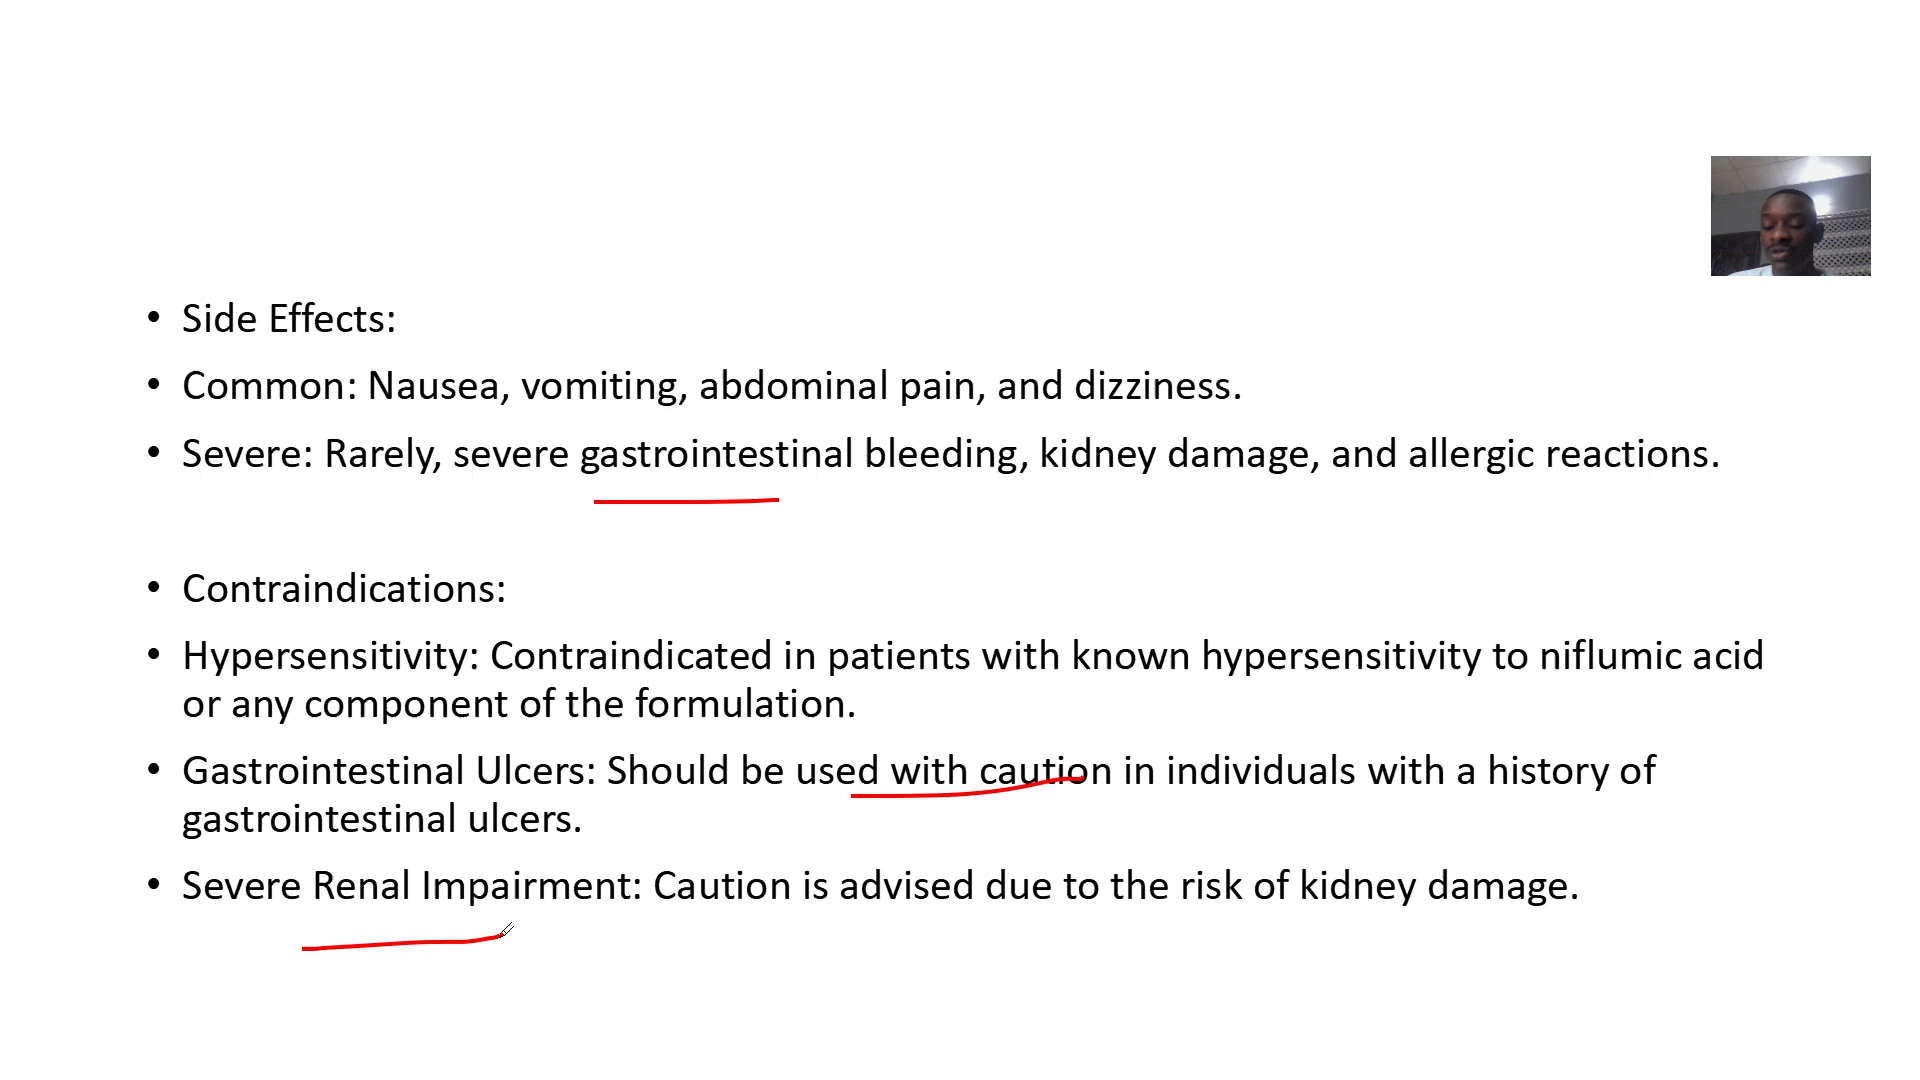 • Side Effects:
• Common: Nausea, vomiting, abdominal pain, and dizziness.
• Severe: Rarely, severe gastrointestinal bleeding, kidney damage, and allergic reactions.
• Contraindications:
• Hypersensitivity: Contraindicated in patients with known hypersensitivity to niflumic acid
or any component of the formulation.
• Gastrointestinal Ulcers: Should be used with caution in individuals with a history of
gastrointestinal ulcers.
• Severe Renal Impairment: Caution is advised due to the risk of kidney damage.